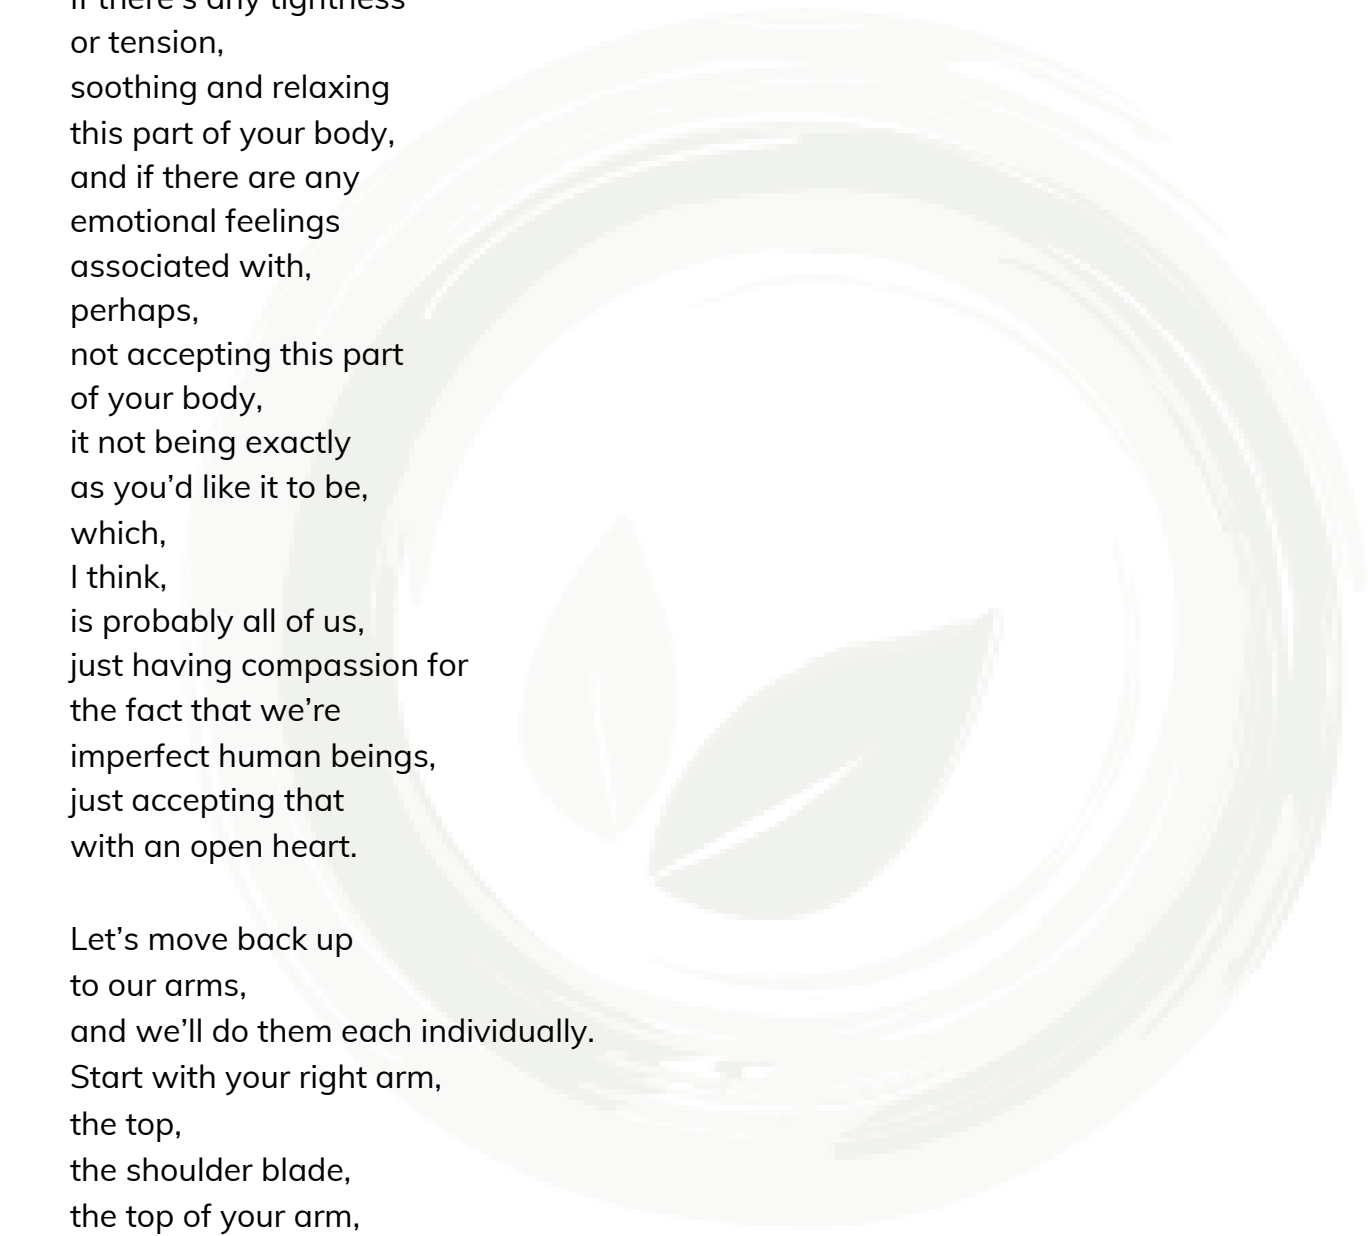 If there's any tightness
or tension,
soothing and relaxing
this part of your body,
and if there are any
emotional feelings
associated with,
perhaps,
not accepting this part
of your body,
it not being exactly
as you’d like it to be,
which,
I think,
is probably all of us,
just having compassion for
the fact that we’re
imperfect human beings,
just accepting that
with an open heart.

Let’s move back up
to our arms,
and we’ll do them each individually.
Start with your right arm,
the top,
the shoulder blade,
the top of your arm,